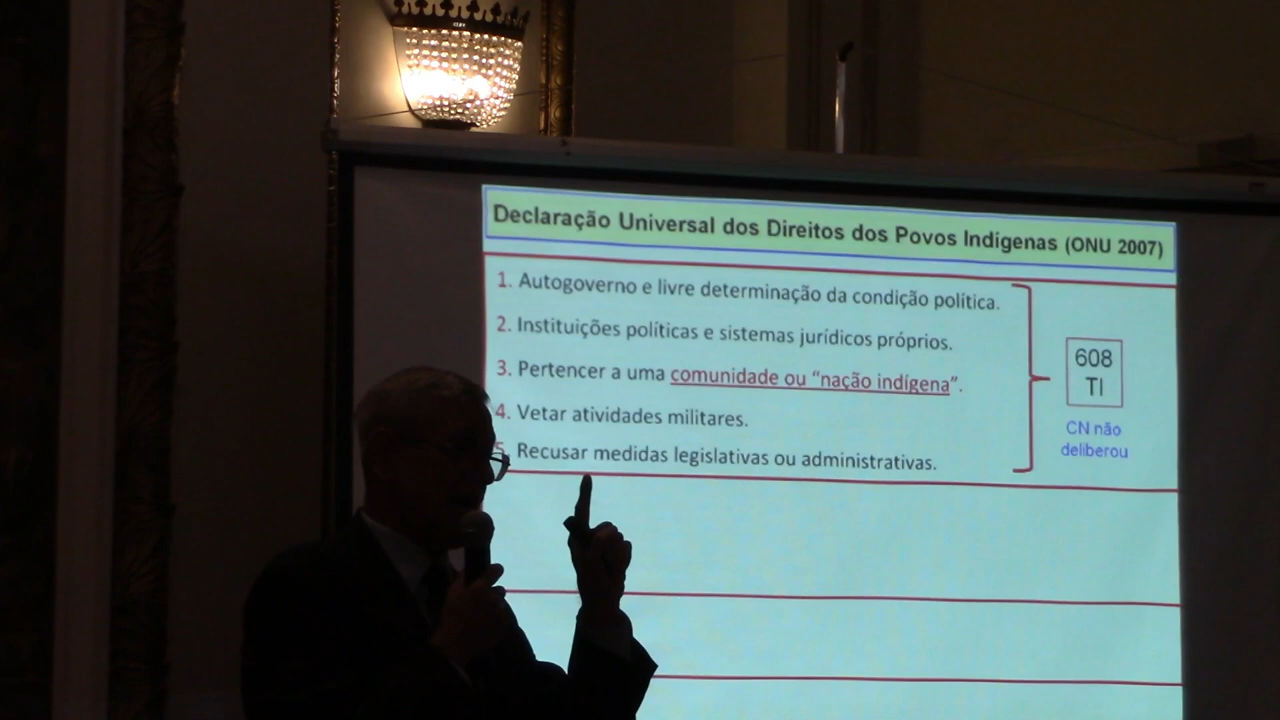 Declaração Universal dos Direitos dos Povos Indígenas (ONU 2007)
1. Autogoverno e livre determinação da condição política.
2. Instituições políticas e sistemas jurídicos próprios.
3. Pertencer a uma comunidade ou “nação indígena”.
4. Vetar atividades militares.
5. Recusar medidas legislativas ou administrativas.
608
TI
CN não
deliberou